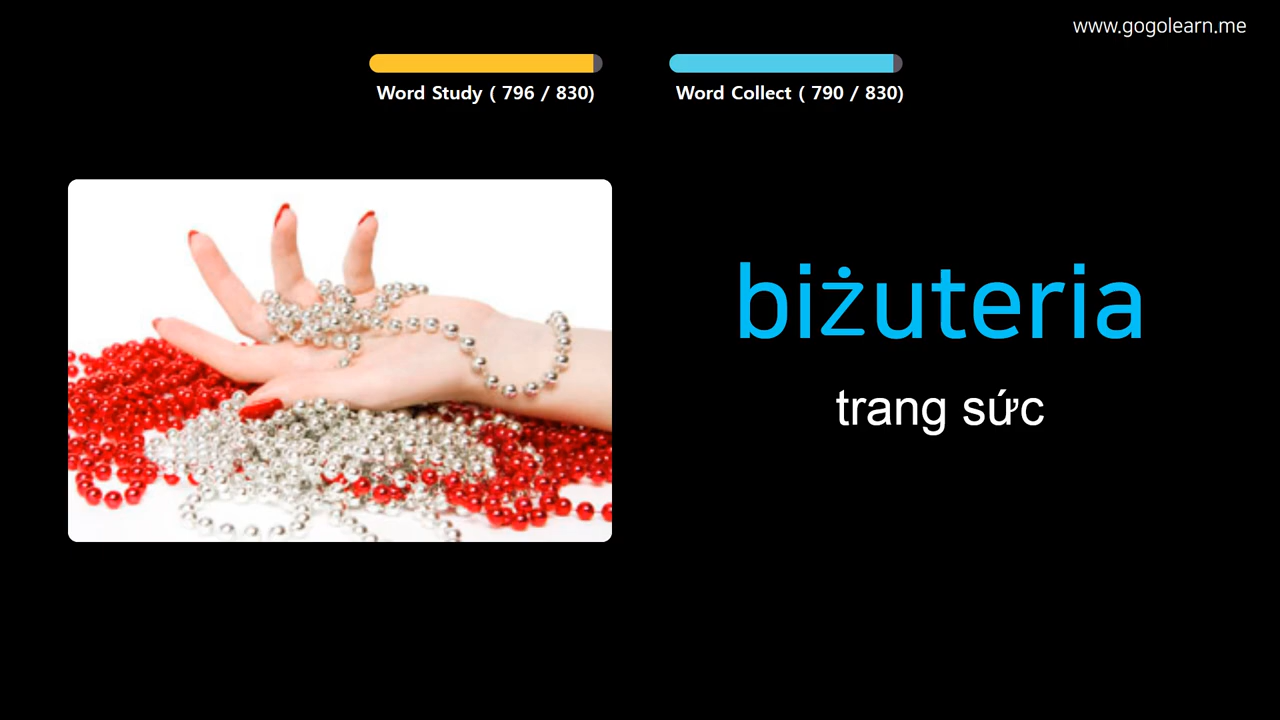 www.gogolearn.me
Word Study ( 796 / 830)
Word Collect ( 790 / 830)
biżuteria
trang sức